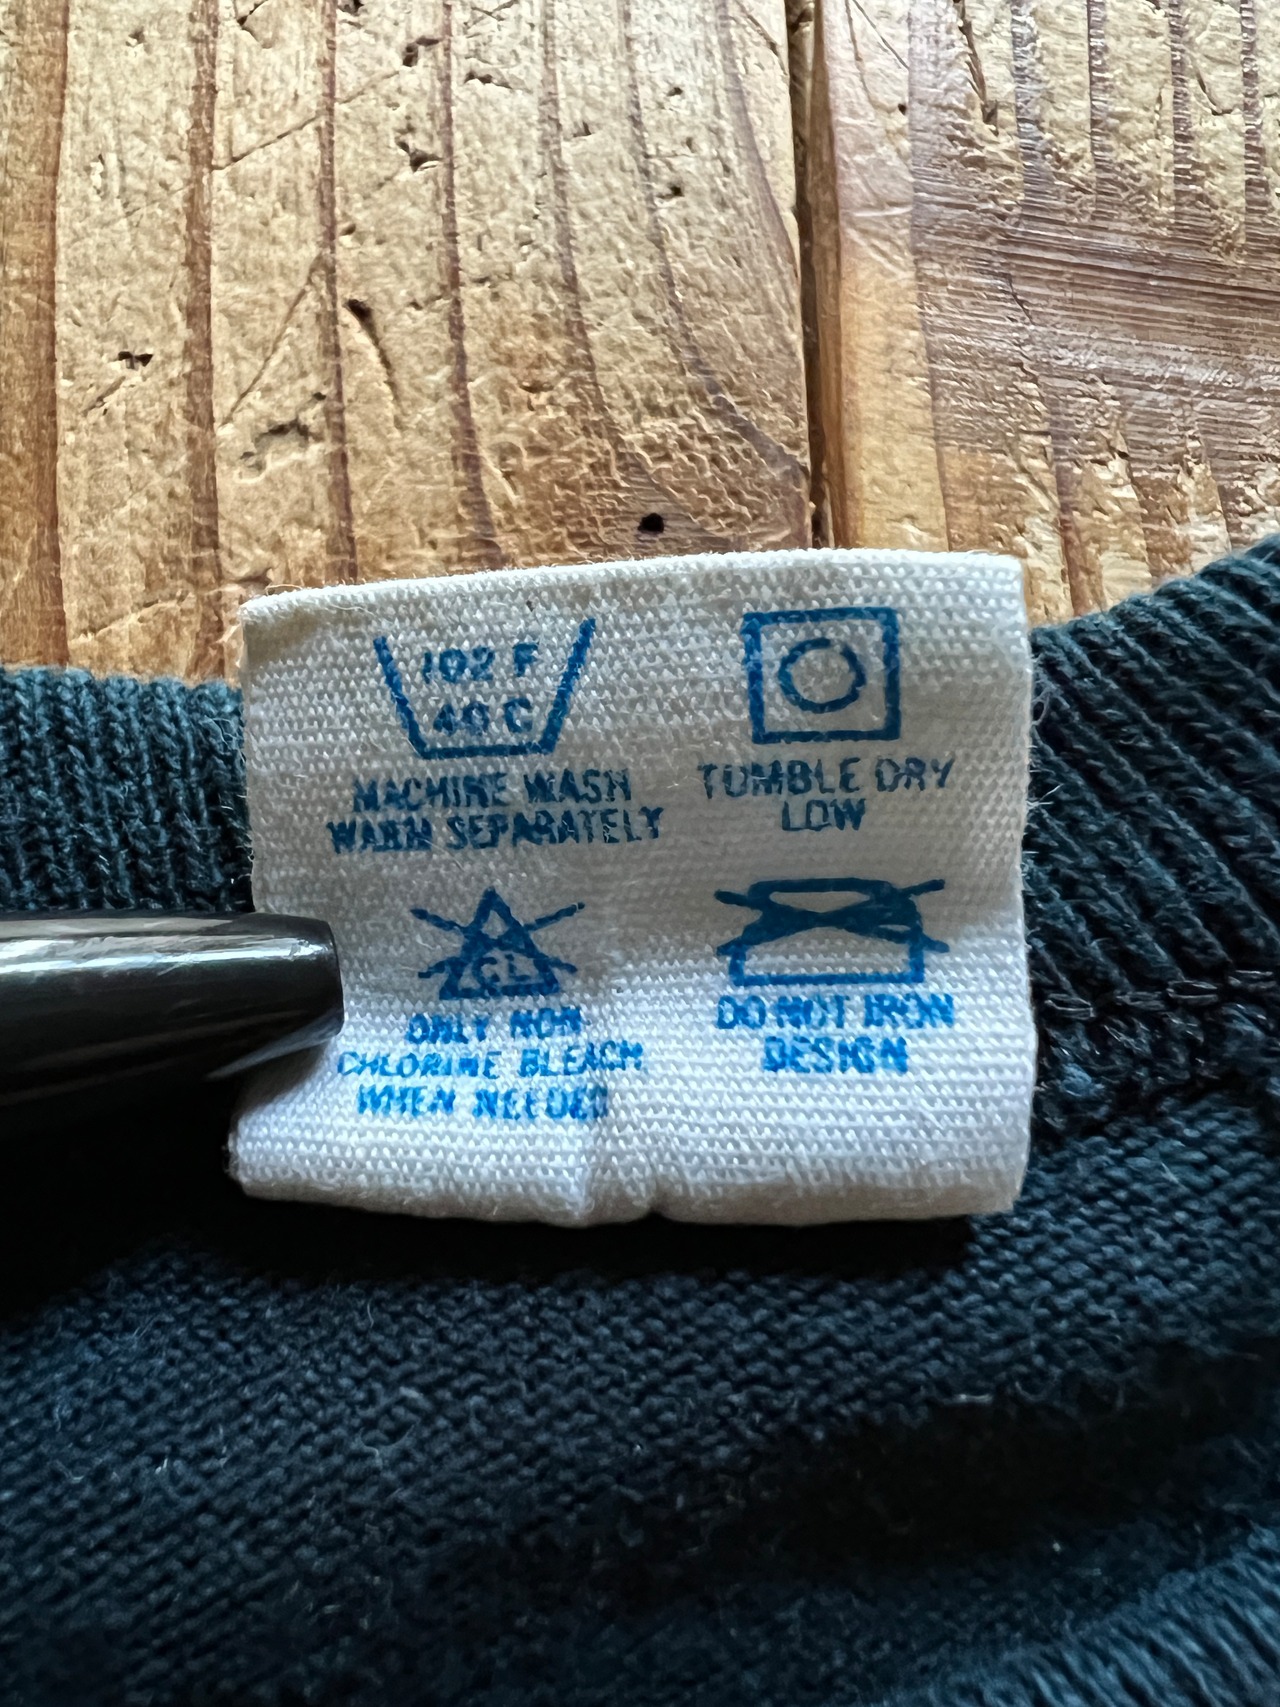 102 F
40 C
MACHINE WASH
WARM SEPARATELY
TUMBLE DRY
LOW
CL
ONLY NON
CHLORINE BLEACH
WHEN NEEDED
DO NOT IRON
DESIGN